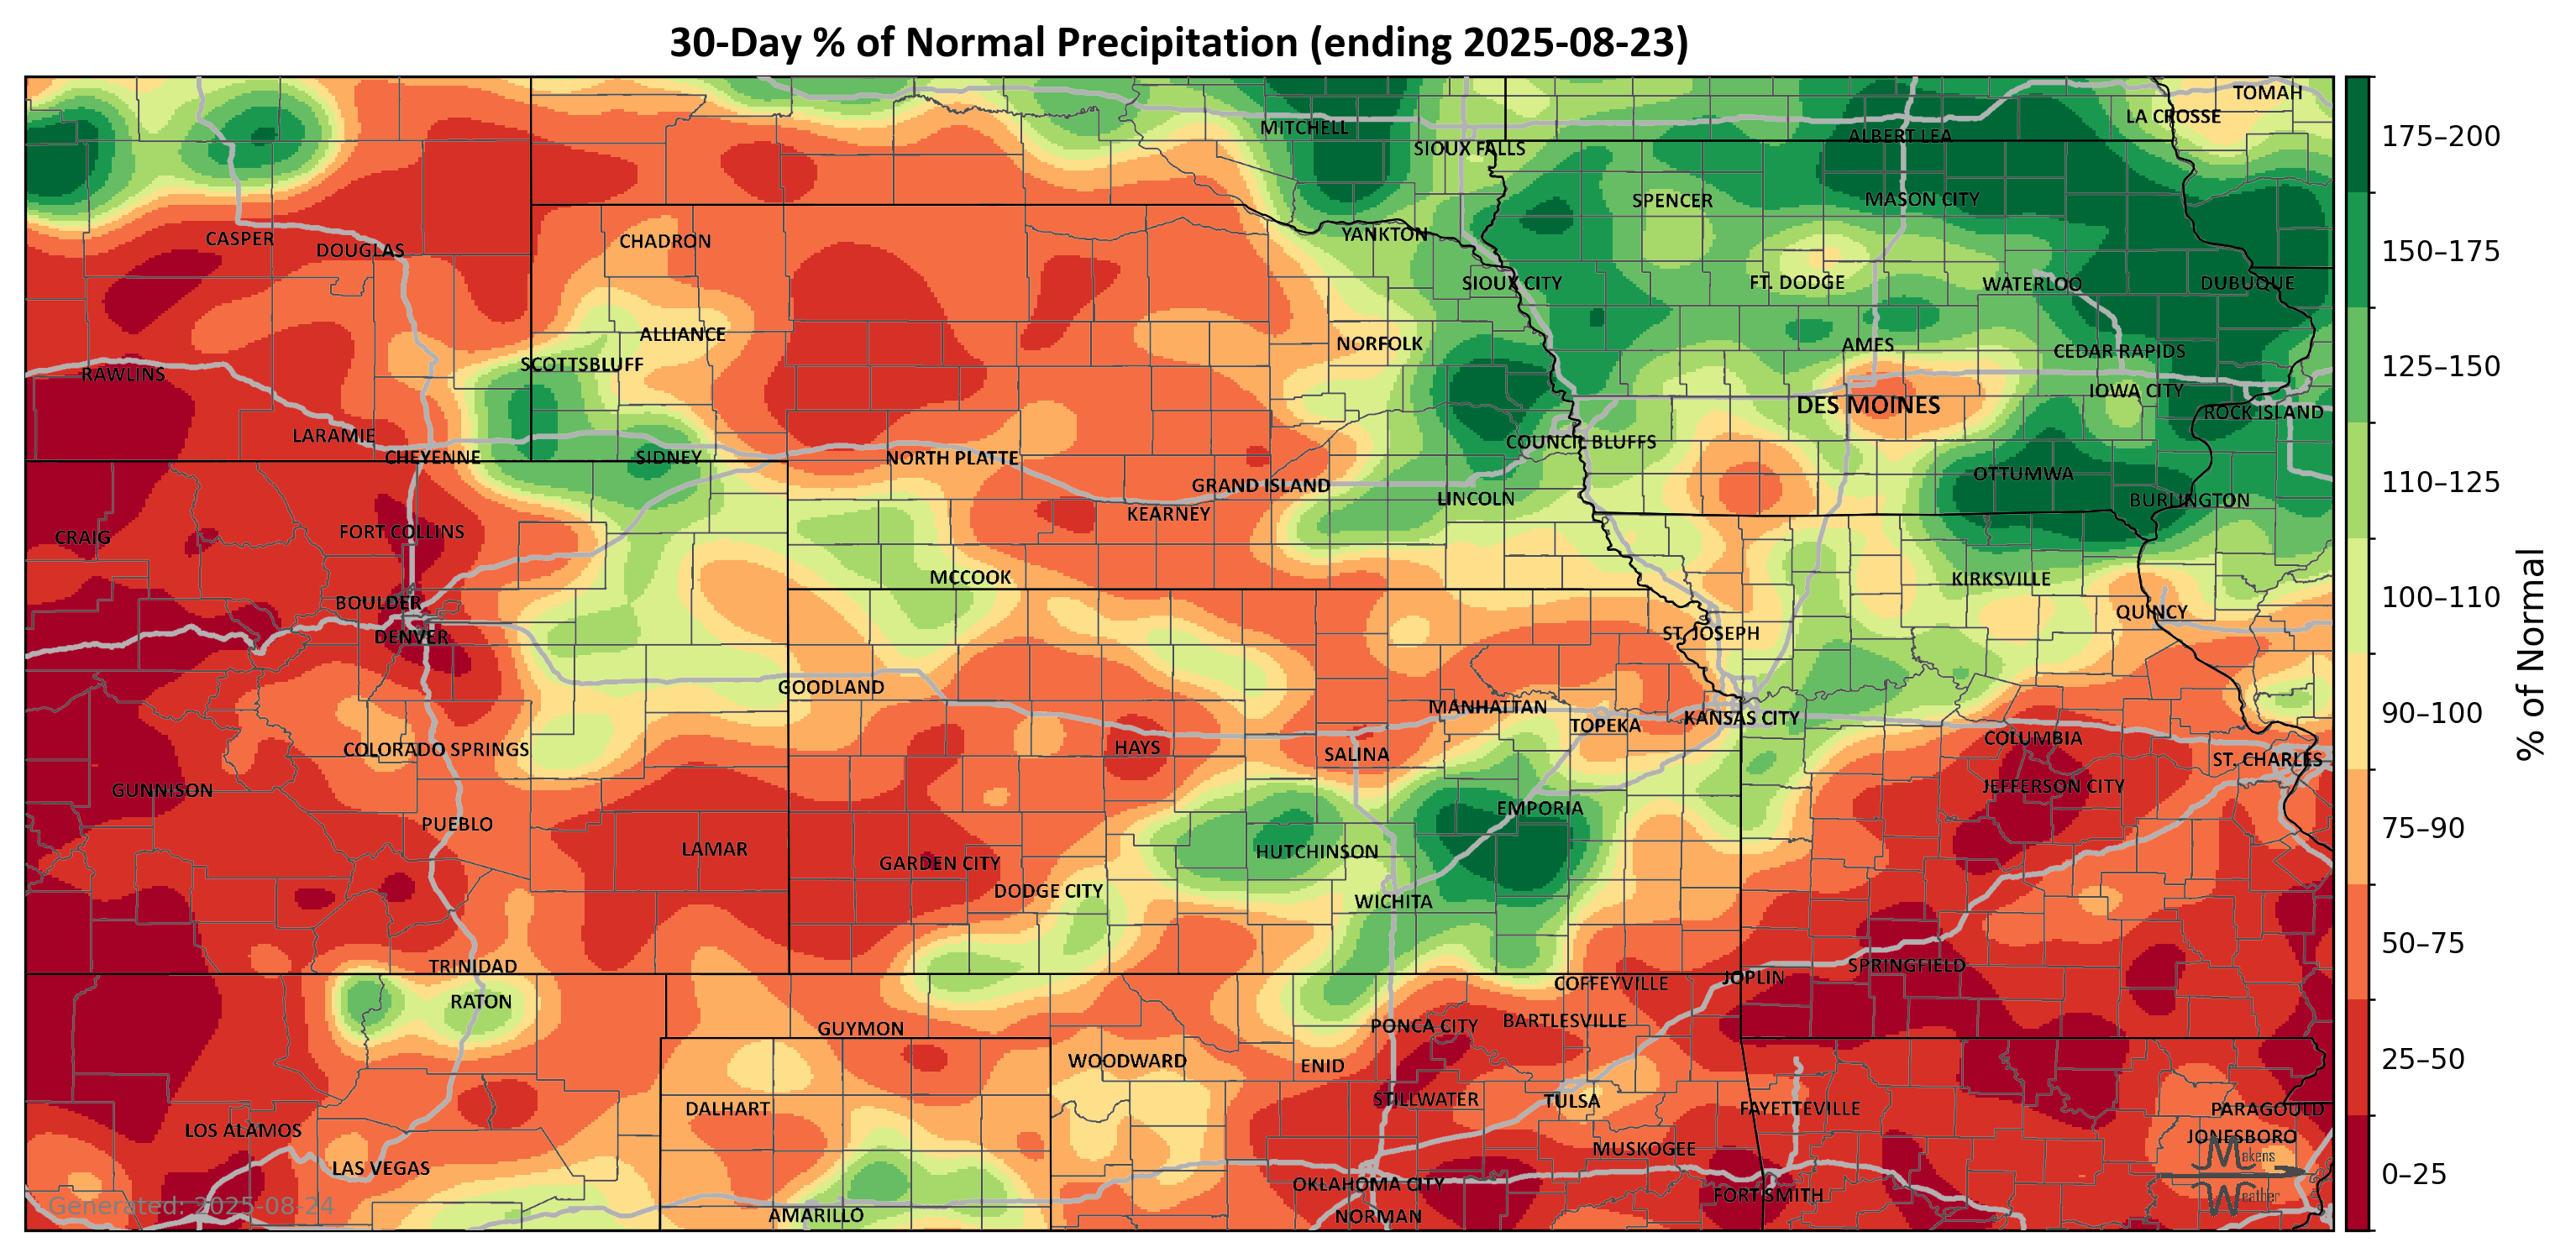 30-Day % of Normal Precipitation (ending 2025-08-23)
TOMAH
LA CROSSE
MITCHELL
ALBERT LEA
SIOUX FALLS
SPENCER
MASON CITY
CASPER
DOUGLAS
CHADRON
YANKTON
SIOUX CITY
FT. DODGE
WATERLOO
DUBUQUE
ALLIANCE
NORFOLK
AMES
CEDAR RAPIDS
SCOTTSBLUFF
RAWLINS
IOWA CITY
DES MOINES
ROCK ISLAND
LARAMIE
COUNCIL BLUFFS
CHEYENNE
SIDNEY
NORTH PLATTE
OTTUMWA
GRAND ISLAND
LINCOLN
BURLINGTON
KEARNEY
CRAIG
FORT COLLINS
MCCOOK
KIRKSVILLE
BOULDER
QUINCY
DENVER
ST. JOSEPH
GOODLAND
MANHATTAN
KANSAS CITY
TOPEKA
COLUMBIA
COLORADO SPRINGS
HAYS
SALINA
ST. CHARLES
GUNNISON
JEFFERSON CITY
EMPORIA
PUEBLO
LAMAR
HUTCHINSON
GARDEN CITY
DODGE CITY
WICHITA
TRINIDAD
SPRINGFIELD
JOPLIN
COFFEYVILLE
RATON
GUYMON
PONCA CITY
BARTLESVILLE
WOODWARD
ENID
STILLWATER
TULSA
DALHART
FAYETTEVILLE
PARAGOULD
LOS ALAMOS
JONESBORO
MUSKOGEE
LAS VEGAS
OKLAHOMA CITY
FORT SMITH
AMARILLO
NORMAN
Generated: 2025-08-24
Makens
Weather
175–200
150–175
125–150
110–125
100–110
90–100
75–90
50–75
25–50
0–25
% of Normal